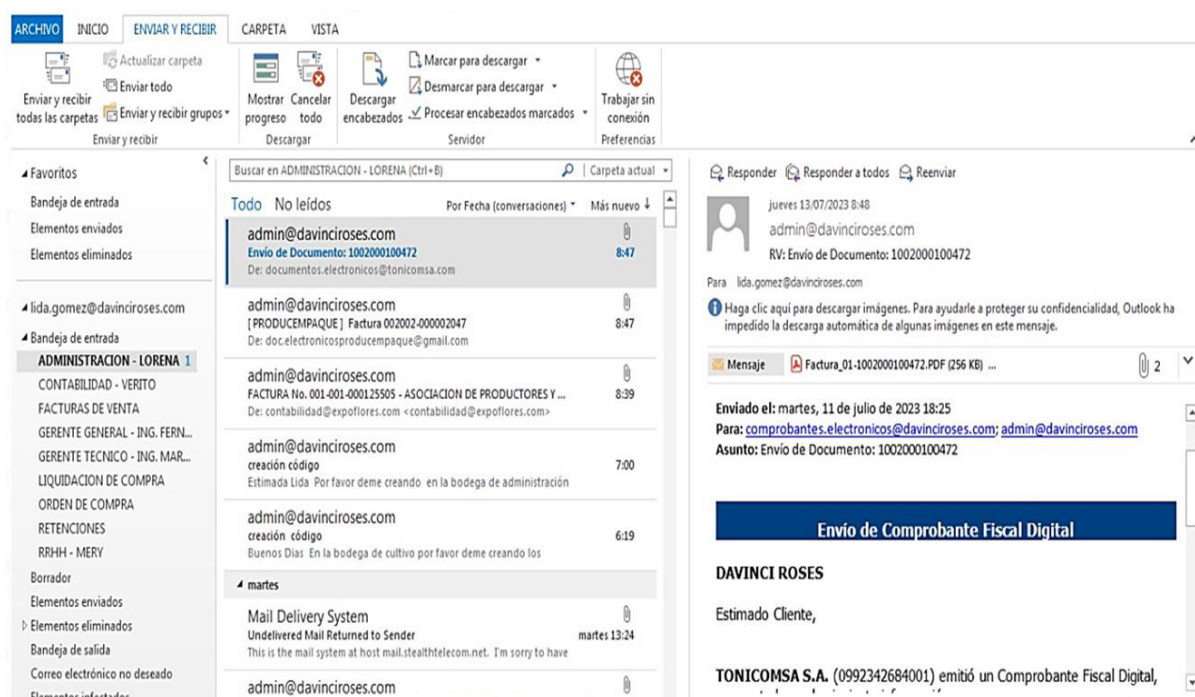 ARCHIVO INICIO ENVIAR Y RECIBIR CARPETA VISTA
Enviar y recibir todas las carpetas
Actualizar carpeta
Enviar todo
Enviar y recibir grupos
Enviar y recibir
Mostrar progreso
Cancelar todo
Descargar
Descargar encabezados
Marcar para descargar
Desmarcar para descargar
Procesar encabezados marcados
Servidor
Trabajar sin conexión
Preferencias
Favoritos
Bandeja de entrada
Elementos enviados
Elementos eliminados
lida.gomez@davinciroses.com
Bandeja de entrada
ADMINISTRACION - LORENA 1
CONTABILIDAD - VERITO
FACTURAS DE VENTA
GERENTE GENERAL - ING. FERN...
GERENTE TECNICO - ING. MAR...
LIQUIDACION DE COMPRA
ORDEN DE COMPRA
RETENCIONES
RRHH - MERY
Borrador
Elementos enviados
Elementos eliminados
Bandeja de salida
Correo electrónico no deseado
Elementos infectados
Buscar en ADMINISTRACION - LORENA (Ctrl+B) Carpeta actual
Todo No leídos Por Fecha (conversaciones) Más nuevo ↓
admin@davinciroses.com
Envío de Documento: 1002000100472 8:47
De: documentos.electronicos@tonicomsa.com
admin@davinciroses.com
[ PRODUCEMPAQUE ] Factura 002002-000002047 8:47
De: doc.electronicosproducempaque@gmail.com
admin@davinciroses.com
FACTURA No. 001-001-000125505 - ASOCIACION DE PRODUCTORES Y ... 8:39
De: contabilidad@expoflores.com <contabilidad@expoflores.com>
admin@davinciroses.com
creación código 7:00
Estimada Lida Por favor deme creando en la bodega de administración
admin@davinciroses.com
creación código 6:19
Buenos Dias En la bodega de cultivo por favor deme creando los
martes
Mail Delivery System
Undelivered Mail Returned to Sender martes 13:24
This is the mail system at host mail.stealthtelecom.net. I'm sorry to have
admin@davinciroses.com
Responder Responder a todos Reenviar
jueves 13/07/2023 8:48
admin@davinciroses.com
RV: Envío de Documento: 1002000100472
Para lida.gomez@davinciroses.com
Haga clic aquí para descargar imágenes. Para ayudarle a proteger su confidencialidad, Outlook ha
impedido la descarga automática de algunas imágenes en este mensaje.
Mensaje Factura_01-1002000100472.PDF (256 KB) ... 2
Enviado el: martes, 11 de julio de 2023 18:25
Para: comprobantes.electronicos@davinciroses.com; admin@davinciroses.com
Asunto: Envío de Documento: 1002000100472
Envío de Comprobante Fiscal Digital
DAVINCI ROSES
Estimado Cliente,
TONICOMSA S.A. (0992342684001) emitió un Comprobante Fiscal Digital,